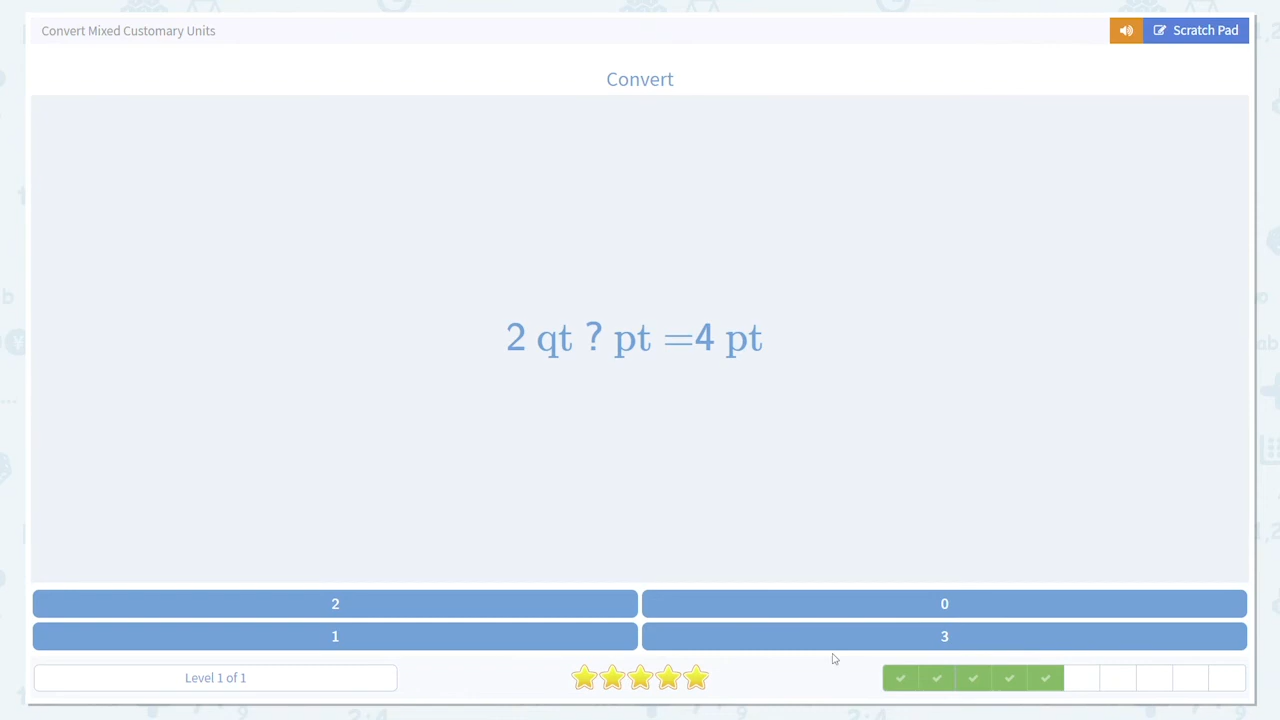 Convert Mixed Customary Units
Scratch Pad
Convert
2 qt ? pt =4 pt
2
0
1
3
Level 1 of 1